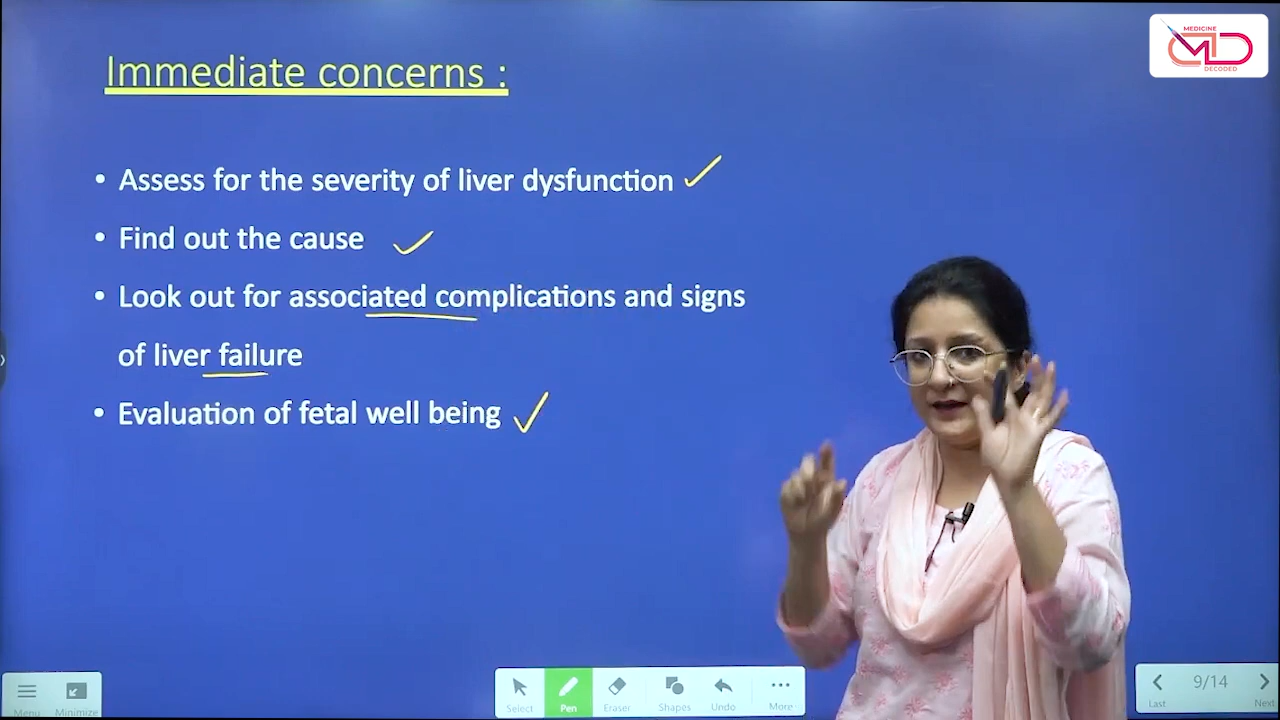 MEDICINE
MD
DECODED
Immediate concerns :
• Assess for the severity of liver dysfunction
• Find out the cause
• Look out for associated complications and signs
of liver failure
• Evaluation of fetal well being
Menu
Minimize
Select
Pen
Eraser
Shapes
Undo
More
Last
9/14
Next